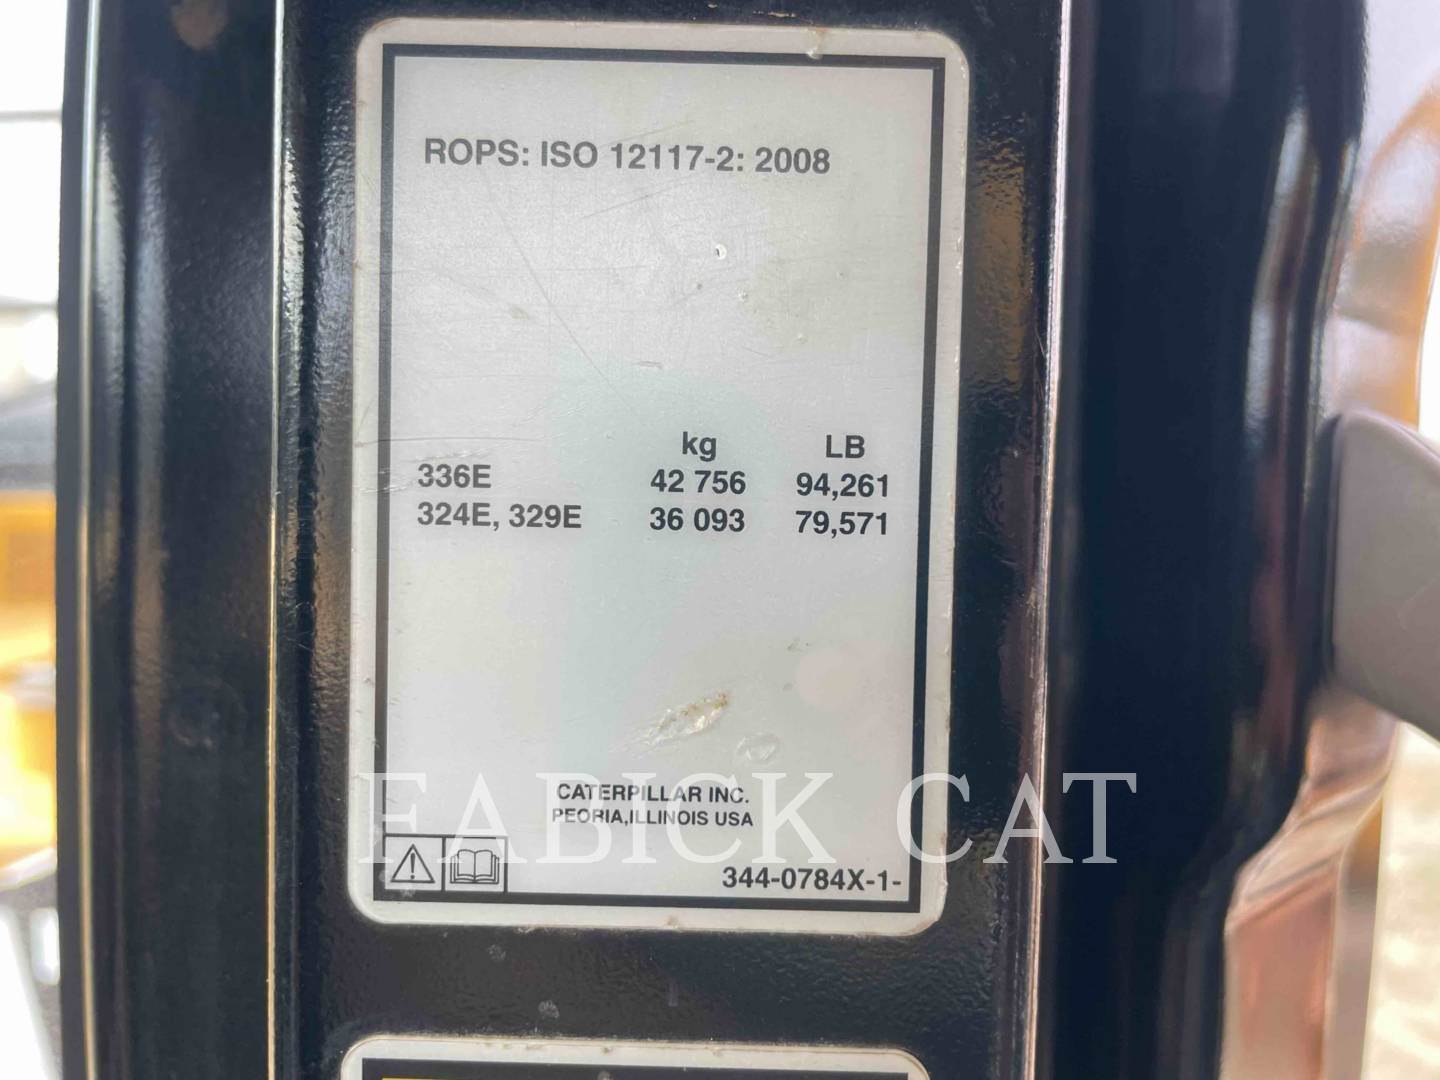 ROPS: ISO 12117-2: 2008
kg LB
336E 42 756 94,261
324E, 329E 36 093 79,571
CATERPILLAR INC.
PEORIA,ILLINOIS USA
FABICK CAT
344-0784X-1-